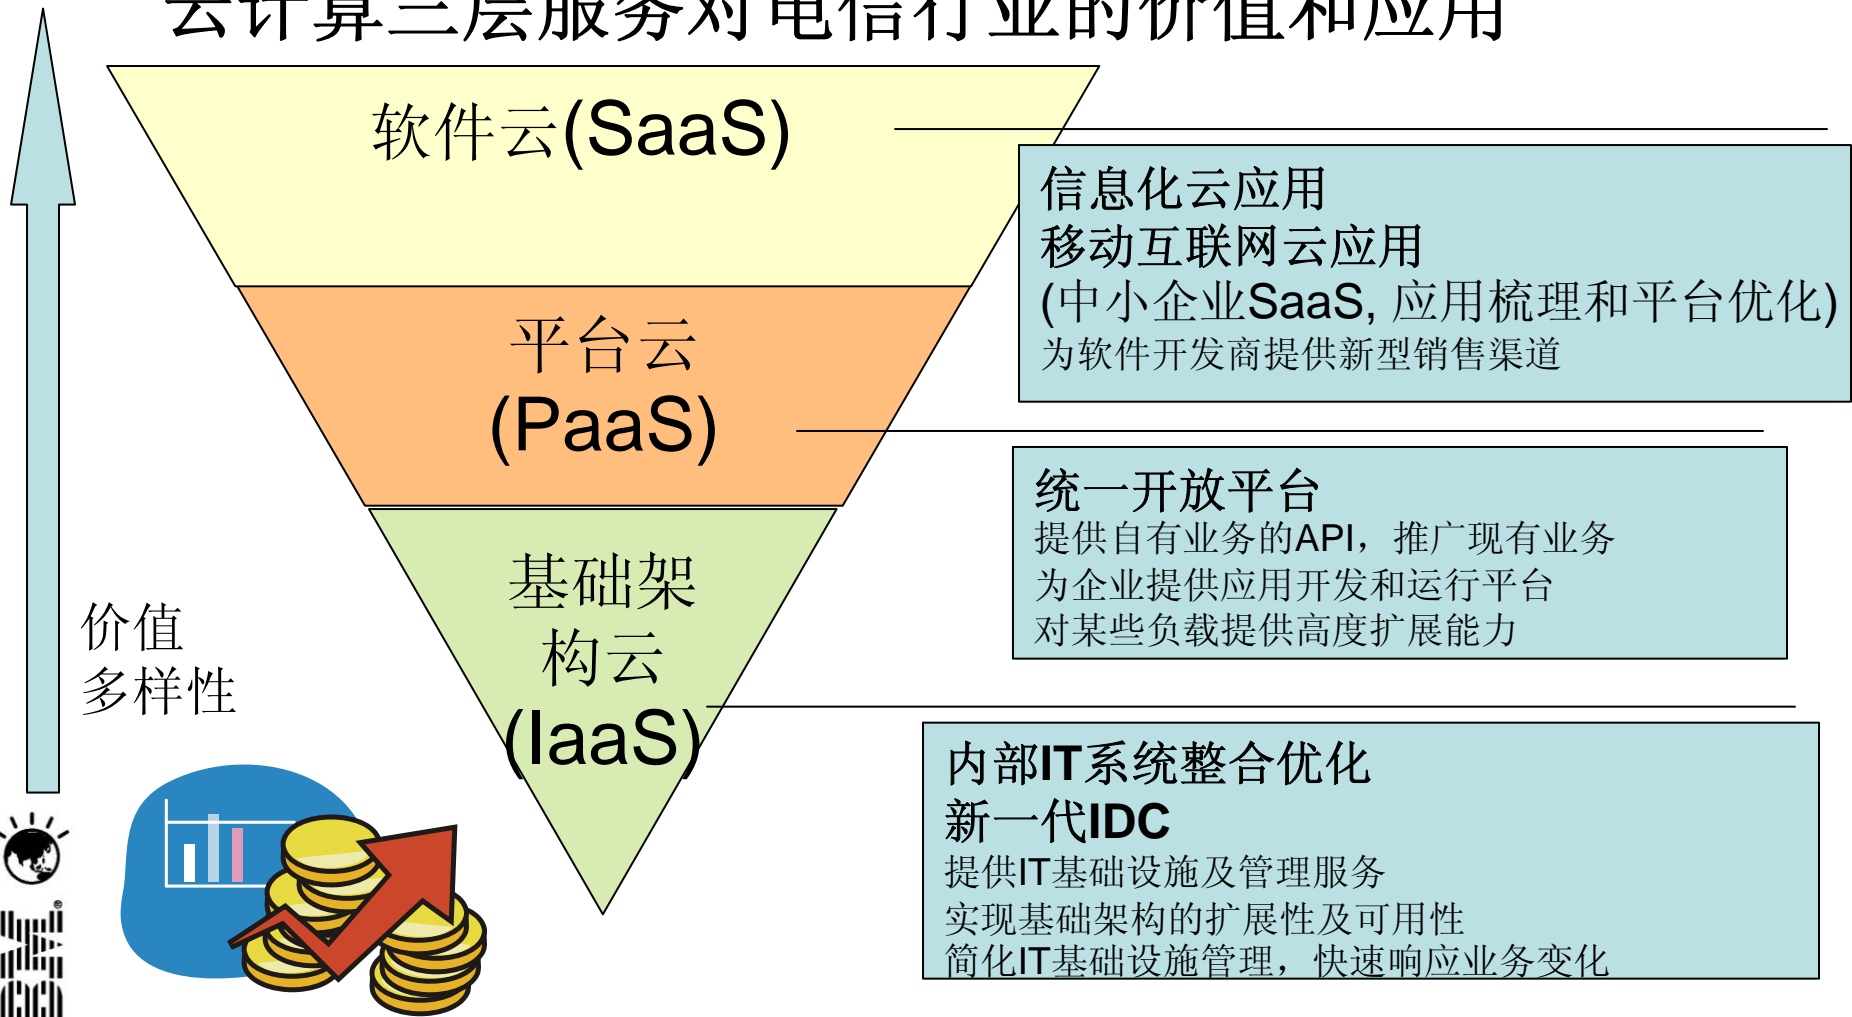 云计算三层服务对电信行业的价值和应用
软件云(SaaS)
信息化云应用
移动互联网云应用
(中小企业SaaS, 应用梳理和平台优化)
为软件开发商提供新型销售渠道
平台云
(PaaS)
统一开放平台
提供自有业务的API，推广现有业务
为企业提供应用开发和运行平台
对某些负载提供高度扩展能力
基础架
构云
(IaaS)
价值
多样性
内部IT系统整合优化
新一代IDC
提供IT基础设施及管理服务
实现基础架构的扩展性及可用性
简化IT基础设施管理，快速响应业务变化
IBM®